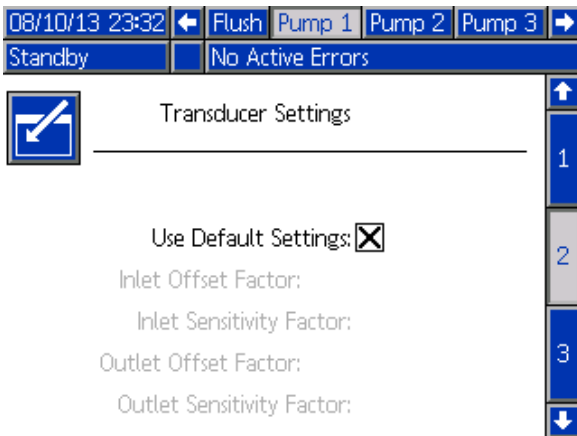 08/10/13 23:32 Flush Pump 1 Pump 2 Pump 3
Standby No Active Errors
Transducer Settings
1
Use Default Settings:
2
Inlet Offset Factor:
Inlet Sensitivity Factor:
Outlet Offset Factor:
3
Outlet Sensitivity Factor: